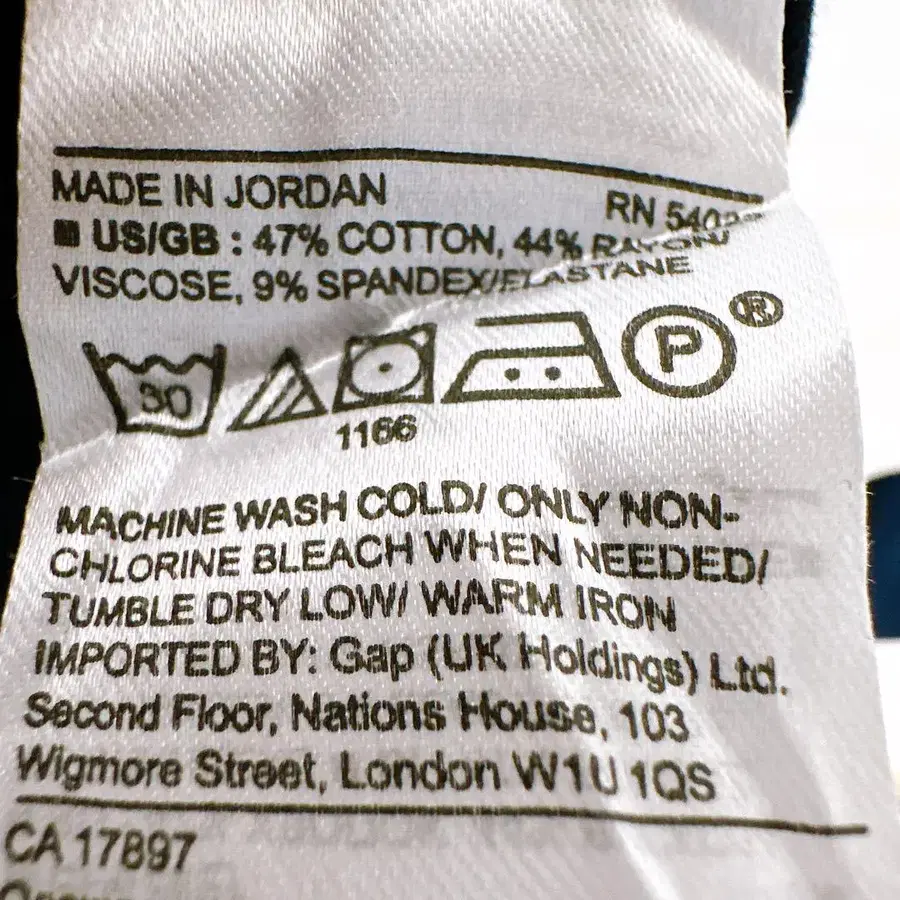 MADE IN JORDAN
RN
US/GB : 47% COTTON, 44% RAYON/
VISCOSE, 9% SPANDEX/ELASTANE
30
P ®
1166
MACHINE WASH COLD/ ONLY NON-
CHLORINE BLEACH WHEN NEEDED/
TUMBLE DRY LOW/ WARM IRON
IMPORTED BY: Gap (UK Holdings) Ltd.
Second Floor, Nations House, 103
Wigmore Street, London W1U 1QS
CA 17897